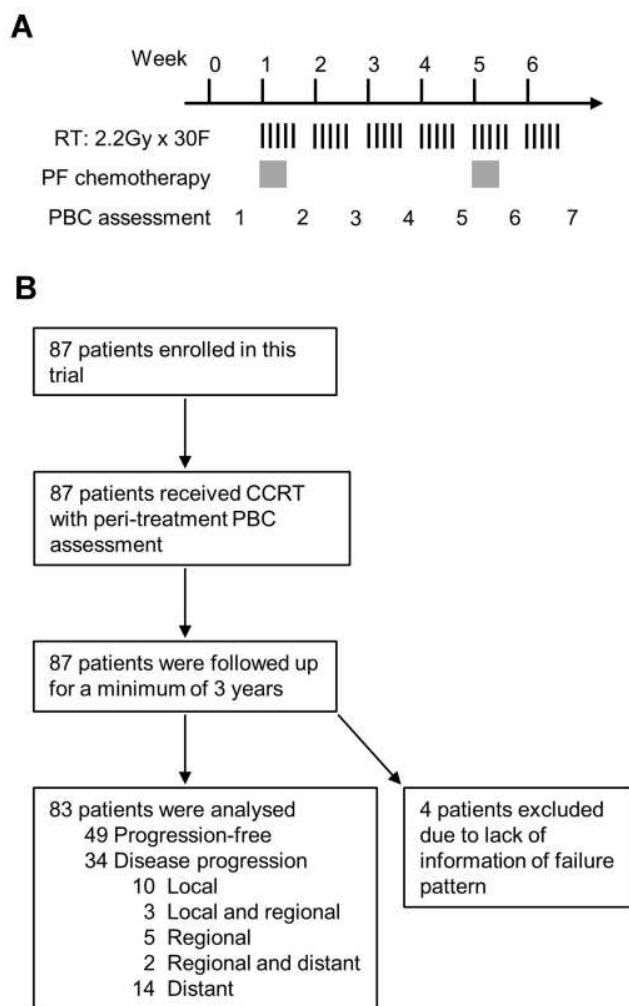 A
Week 0 1 2 3 4 5 6
RT: 2.2Gy x 30F
PF chemotherapy
PBC assessment 1 2 3 4 5 6 7
B
87 patients enrolled in this
trial
87 patients received CCRT
with peri-treatment PBC
assessment
87 patients were followed up
for a minimum of 3 years
83 patients were analysed
49 Progression-free
34 Disease progression
10 Local
3 Local and regional
5 Regional
2 Regional and distant
14 Distant
4 patients excluded
due to lack of
information of failure
pattern